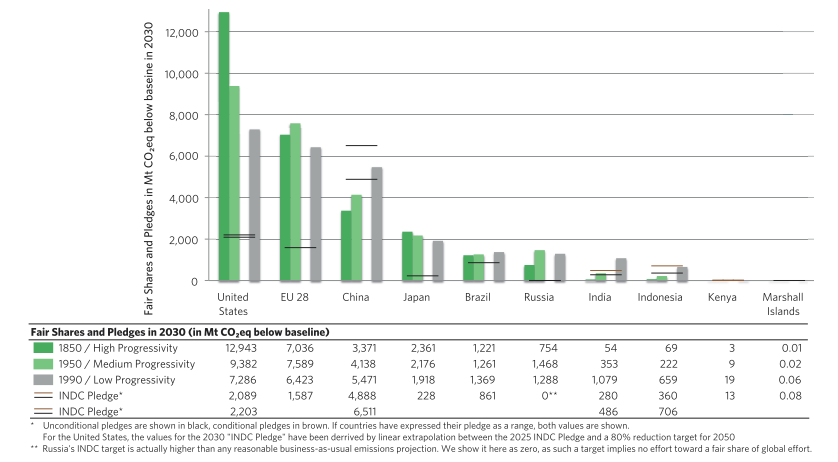 Fair Shares and Pledges in Mt CO₂eq below baseine in 2030
12,000
10,000
8,000
6,000
4,000
2,000
0
United States
EU 28
China
Japan
Brazil
Russia
India
Indonesia
Kenya
Marshall Islands
Fair Shares and Pledges in 2030 (in Mt CO₂eq below baseline)
1850 / High Progressivity 12,943 7,036 3,371 2,361 1,221 754 54 69 3 0.01
1950 / Medium Progressivity 9,382 7,589 4,138 2,176 1,261 1,468 353 222 9 0.02
1990 / Low Progressivity 7,286 6,423 5,471 1,918 1,369 1,288 1,079 659 19 0.06
INDC Pledge* 2,089 1,587 4,888 228 861 0** 280 360 13 0.08
INDC Pledge* 2,203 6,511 486 706
* Unconditional pledges are shown in black, conditional pledges in brown. If countries have expressed their pledge as a range, both values are shown.
For the United States, the values for the 2030 "INDC Pledge" have been derrived by linear extrapolation between the 2025 INDC Pledge and a 80% reduction target for 2050
** Russia's INDC target is actually higher than any reasonable business-as-usual emissions projection. We show it here as zero, as such a target implies no effort toward a fair share of global effort.